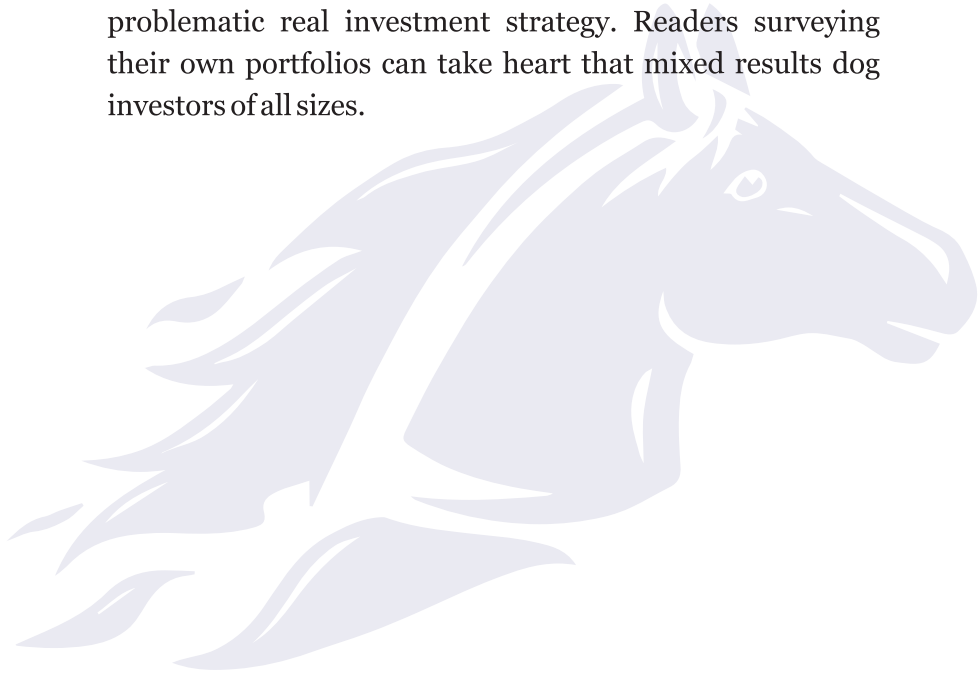 problematic real investment strategy. Readers surveying
their own portfolios can take heart that mixed results dog
investors of all sizes.